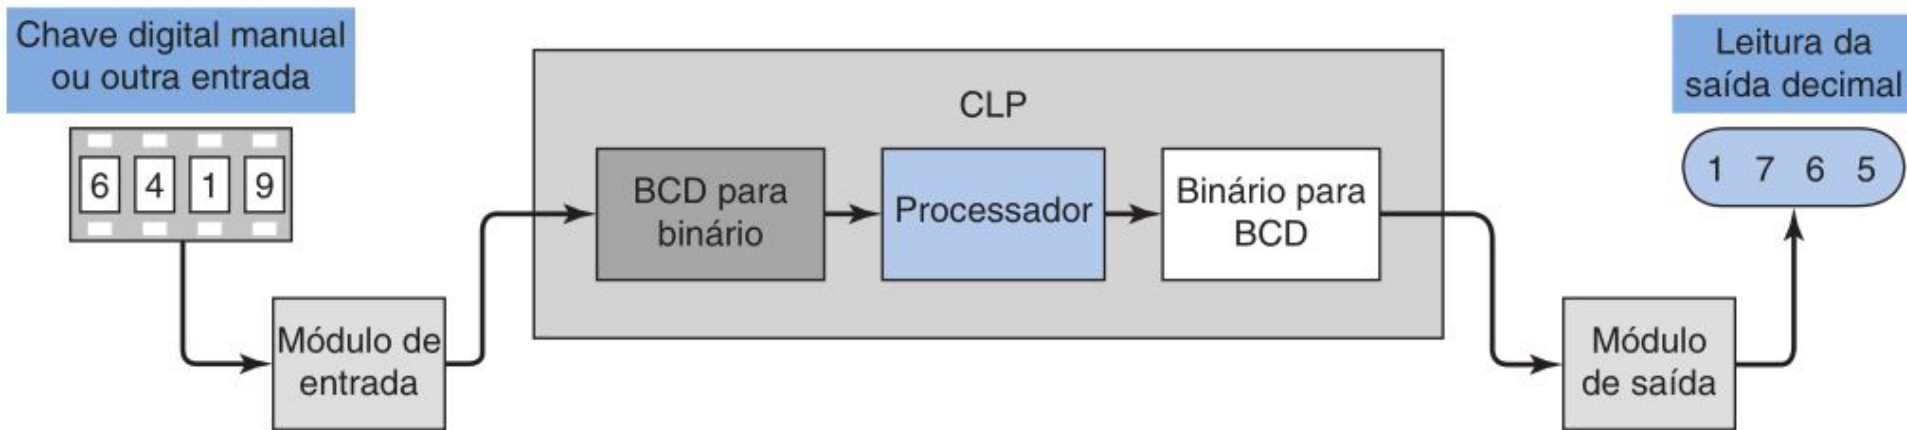 Chave digital manual
ou outra entrada
6 4 1 9
Módulo de
entrada
CLP
BCD para
binário
Processador
Binário para
BCD
Módulo
de saída
Leitura da
saída decimal
1 7 6 5